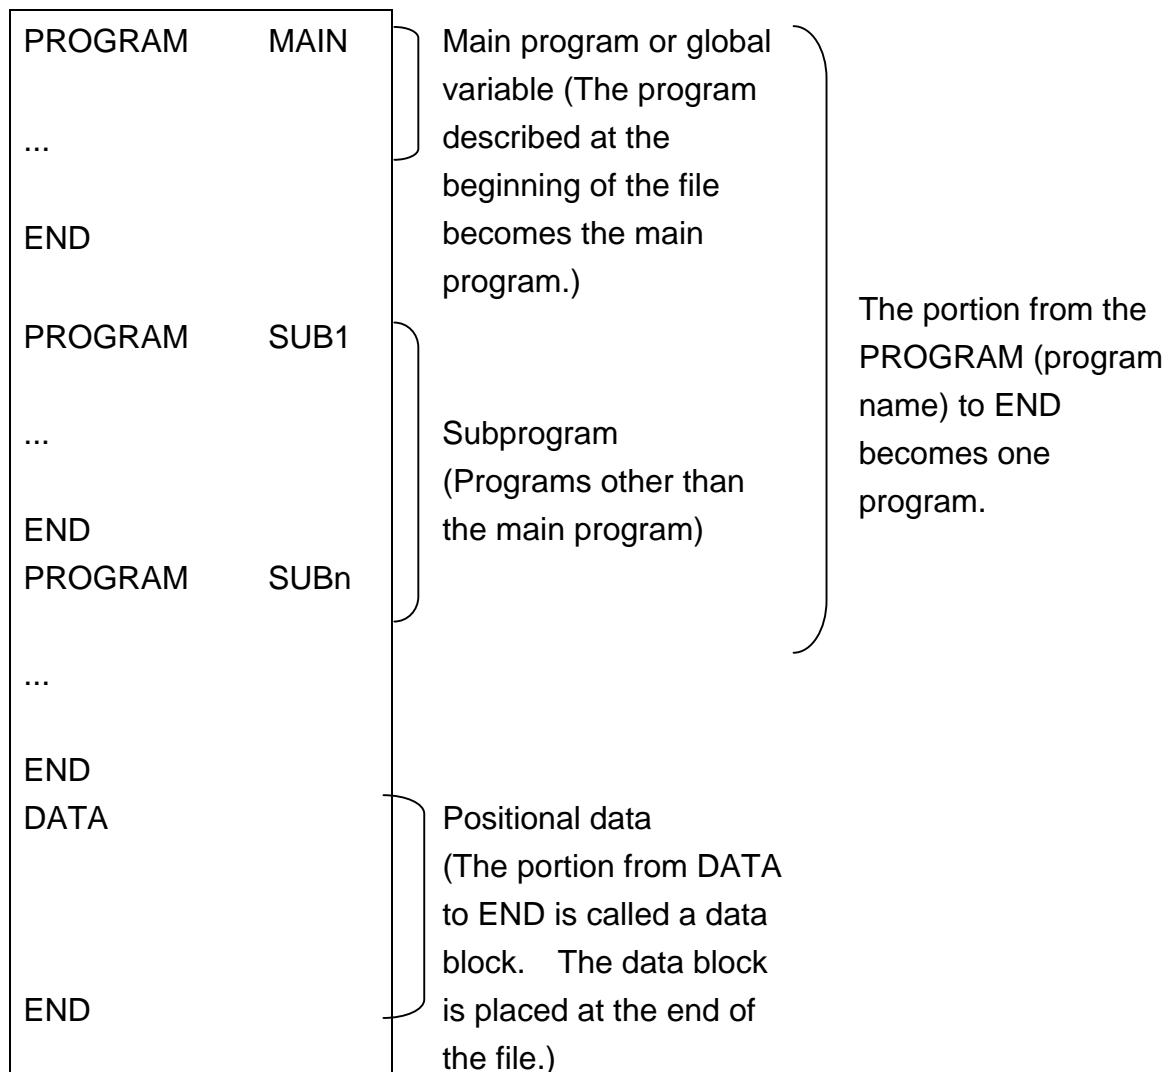 PROGRAM MAIN
...
END
PROGRAM SUB1
...
END
PROGRAM SUBn
...
END
DATA
END
Main program or global
variable (The program
described at the
beginning of the file
becomes the main
program.)
Subprogram
(Programs other than
the main program)
Positional data
(The portion from DATA
to END is called a data
block. The data block
is placed at the end of
the file.)
The portion from the
PROGRAM (program
name) to END
becomes one
program.